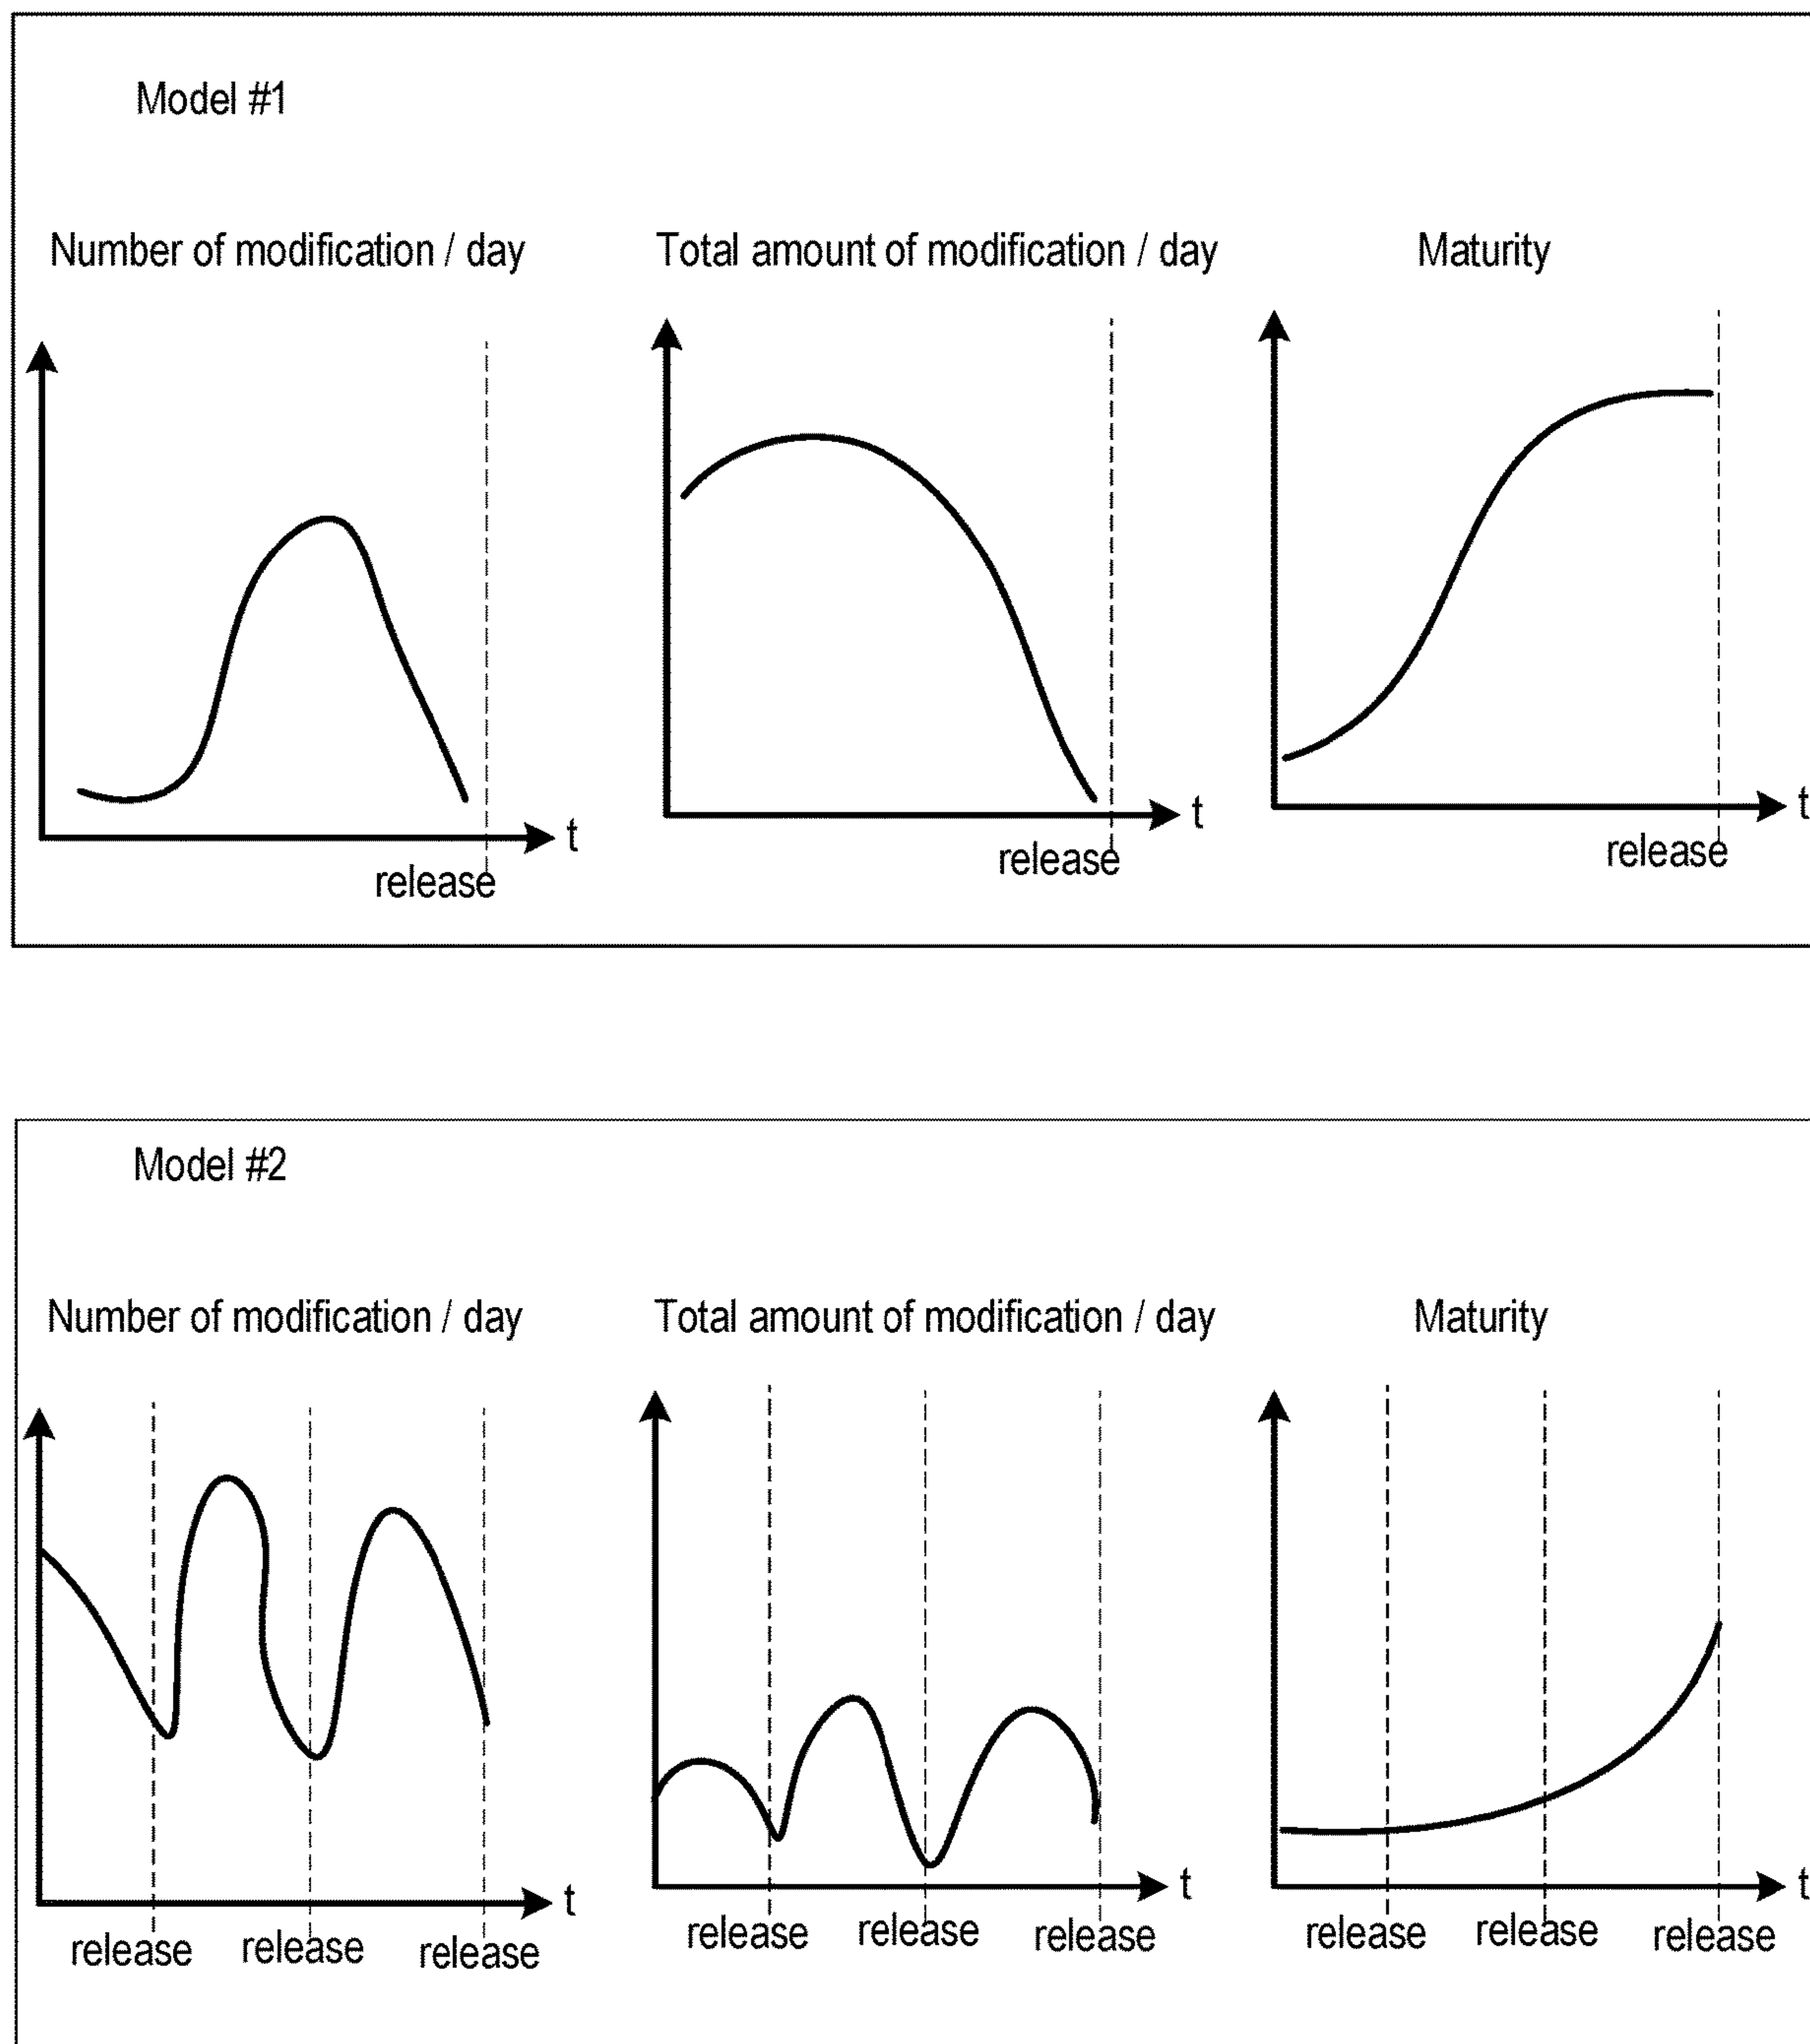 Model #1
Number of modification / day
Total amount of modification / day
Maturity
t
release
t
release
t
release
Model #2
Number of modification / day
Total amount of modification / day
Maturity
t
release
release
release
t
release
release
release
t
release
release
release